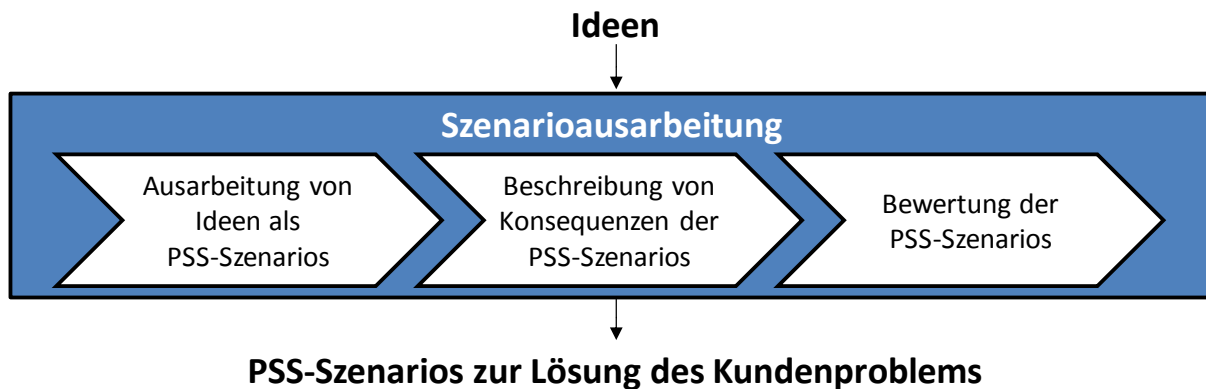 Ideen
Szenarioausarbeitung
Ausarbeitung von
Ideen als
PSS-Szenarios
Beschreibung von
Konsequenzen der
PSS-Szenarios
Bewertung der
PSS-Szenarios
PSS-Szenarios zur Lösung des Kundenproblems